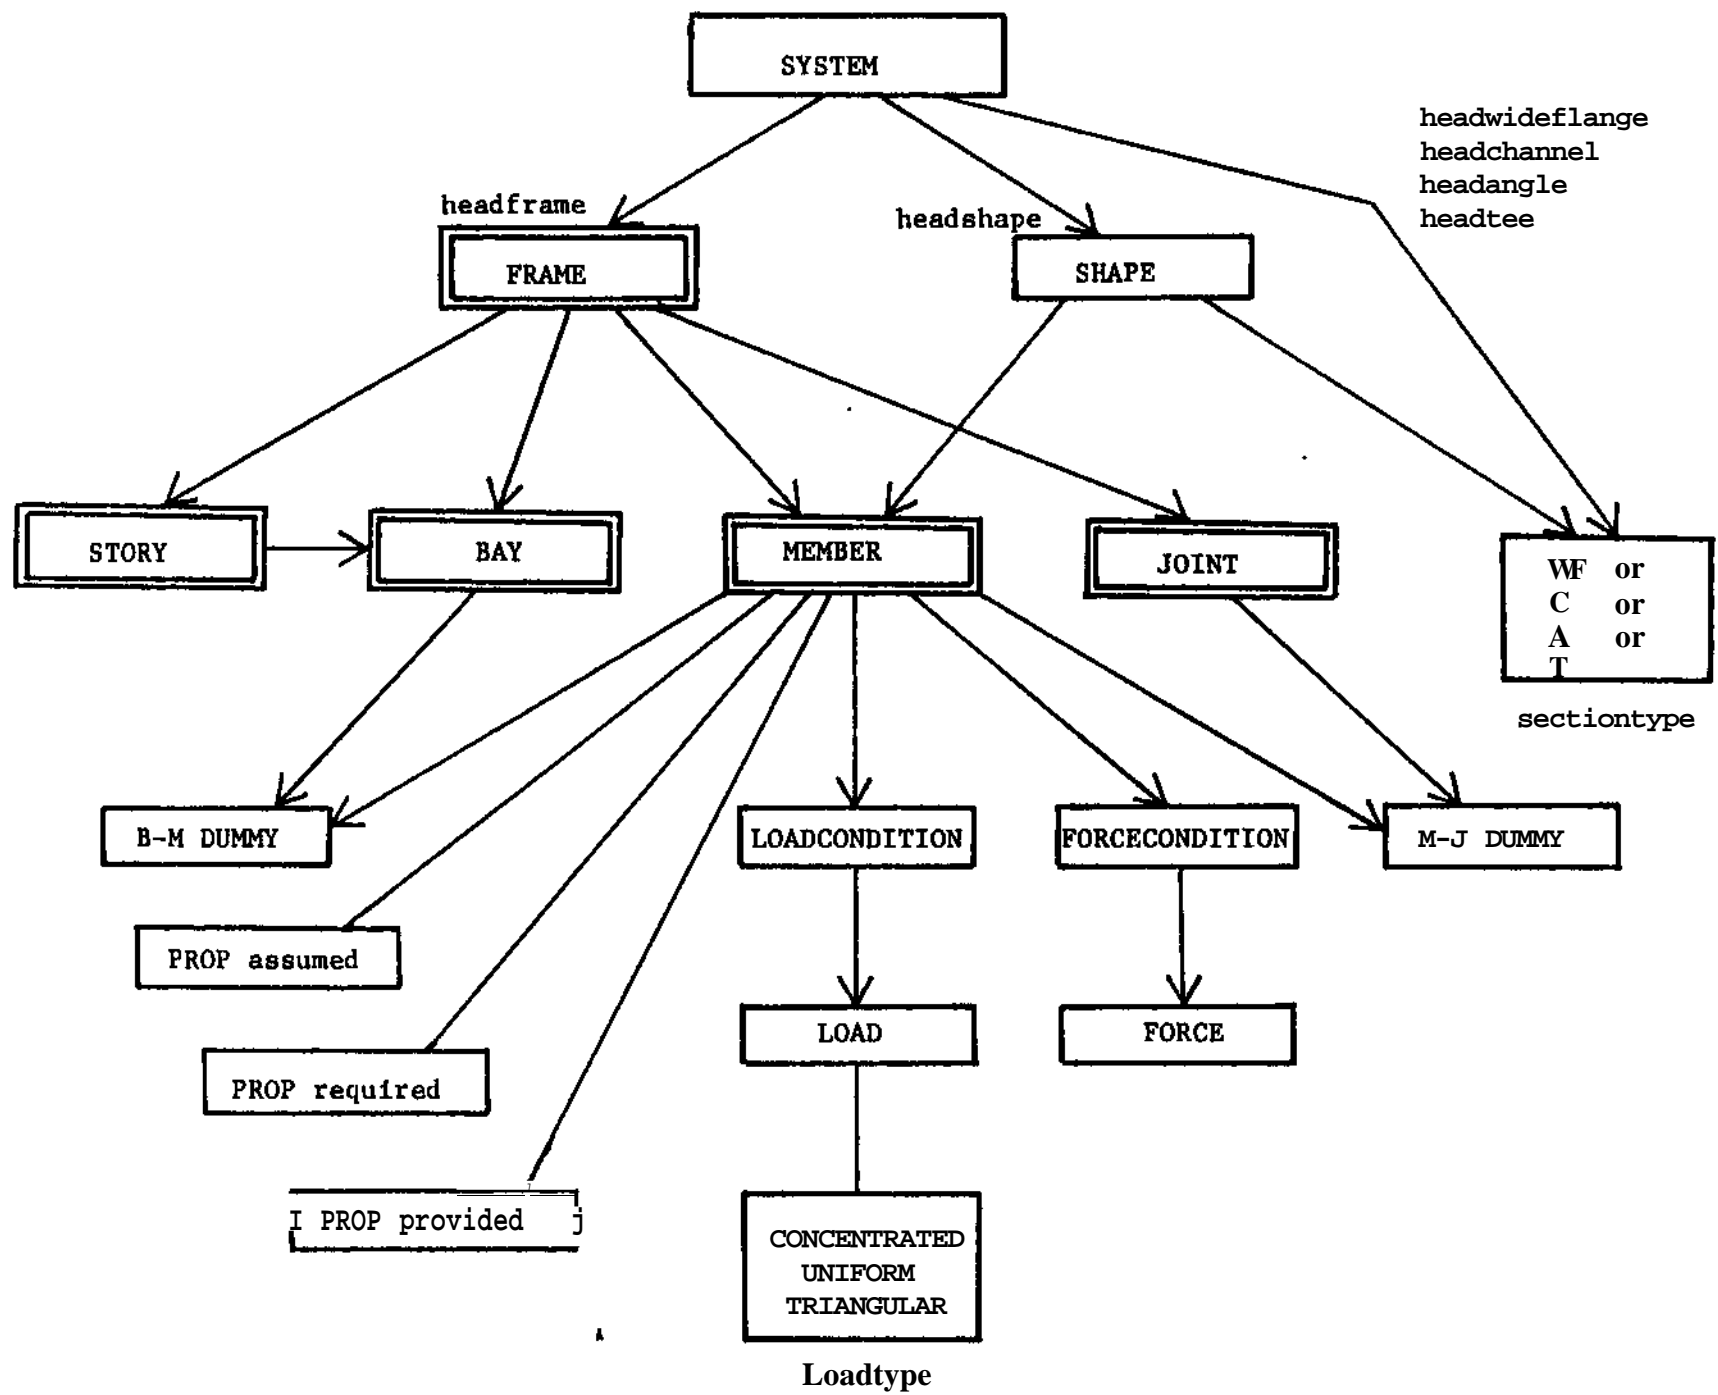 SYSTEM
headwideflange
headchannel
headangle
headtee
headframe
headshape
FRAME
SHAPE
STORY
BAY
MEMBER
JOINT
WF or
C or
A or
T
sectiontype
B-M DUMMY
LOADCONDITION
FORCECONDITION
M-J DUMMY
PROP assumed
LOAD
FORCE
PROP required
I PROP provided j
CONCENTRATED
UNIFORM
TRIANGULAR
Loadtype